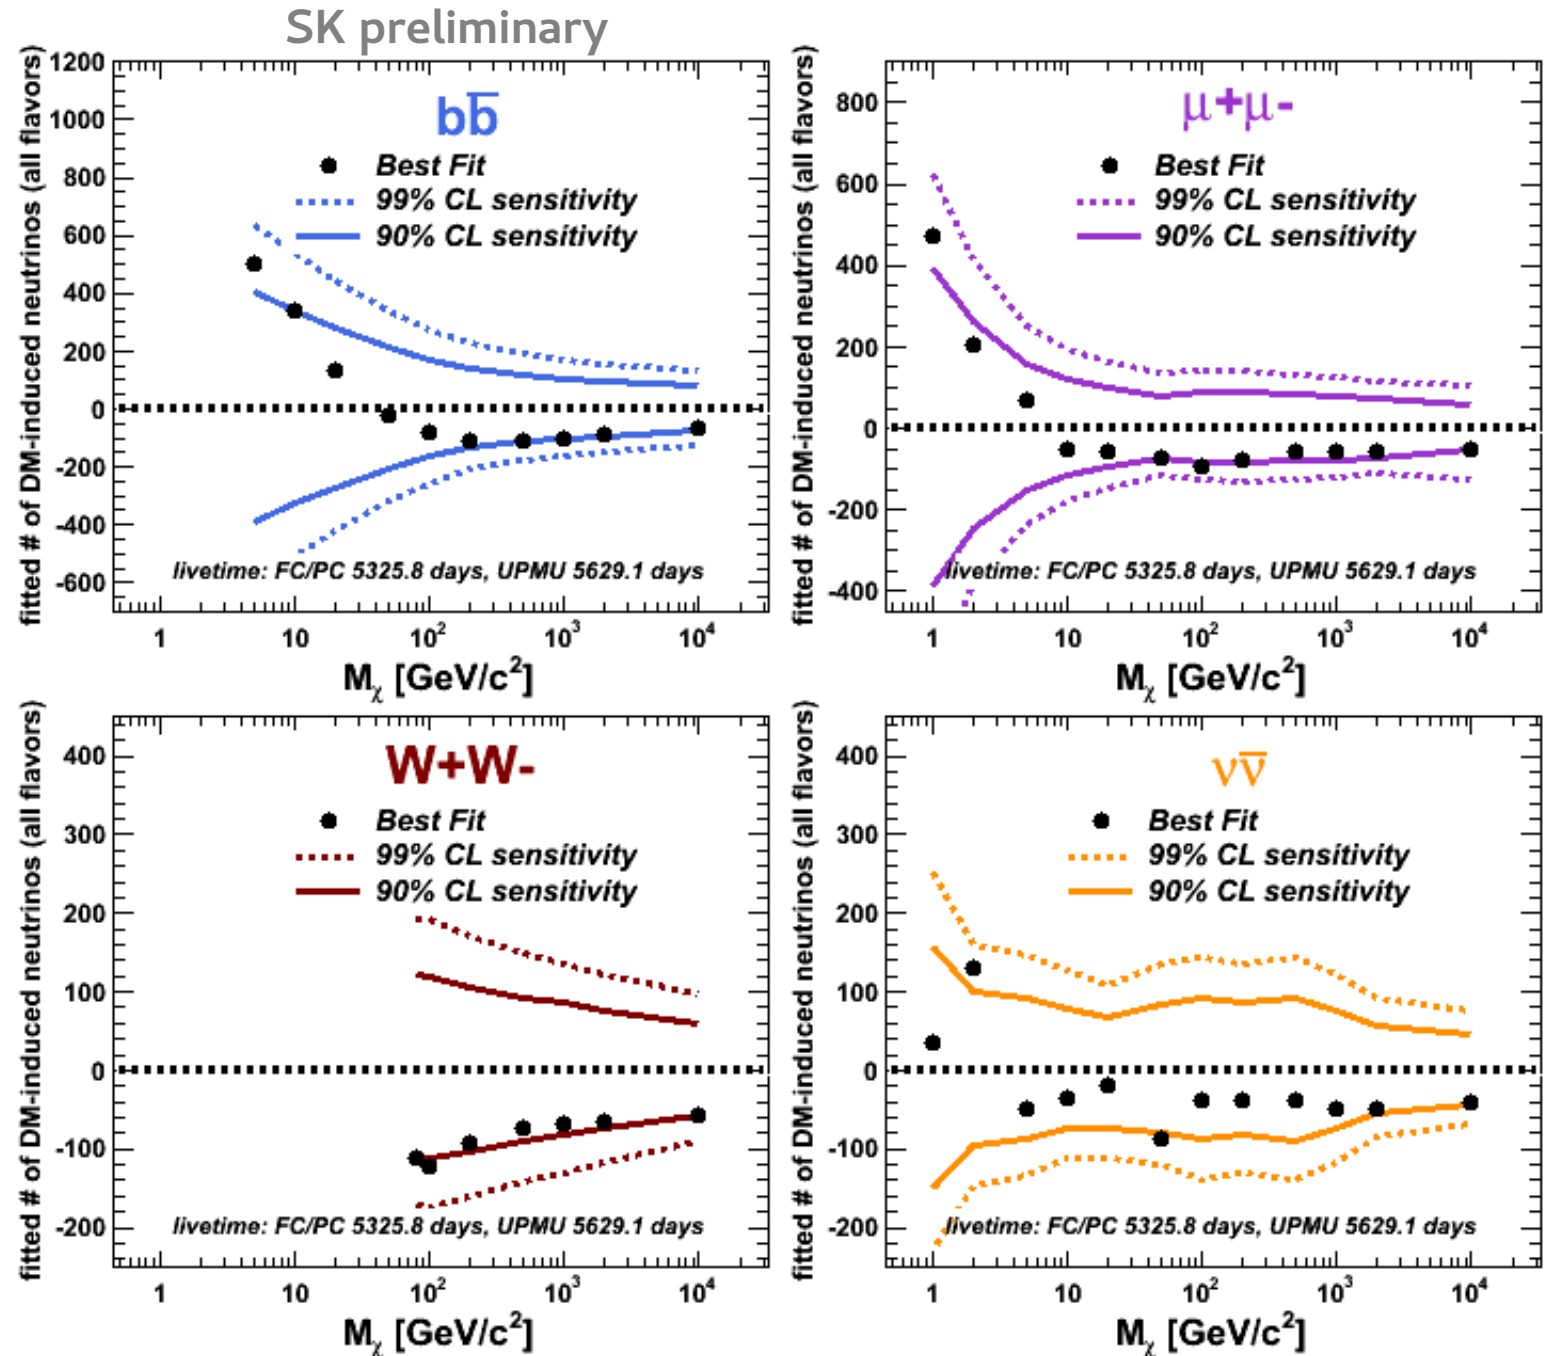 SK preliminary
fitted # of DM-induced neutrinos (all flavors)
1200
1000
800
600
400
200
0
-200
-400
-600
bb̅
Best Fit
99% CL sensitivity
90% CL sensitivity
livetime: FC/PC 5325.8 days, UPMU 5629.1 days
1 10 10² 10³ 10⁴
Mχ [GeV/c²]
fitted # of DM-induced neutrinos (all flavors)
800
600
400
200
0
-200
-400
μ+μ-
Best Fit
99% CL sensitivity
90% CL sensitivity
livetime: FC/PC 5325.8 days, UPMU 5629.1 days
1 10 10² 10³ 10⁴
Mχ [GeV/c²]
fitted # of DM-induced neutrinos (all flavors)
400
300
200
100
0
-100
-200
W+W-
Best Fit
99% CL sensitivity
90% CL sensitivity
livetime: FC/PC 5325.8 days, UPMU 5629.1 days
1 10 10² 10³ 10⁴
Mχ [GeV/c²]
fitted # of DM-induced neutrinos (all flavors)
400
300
200
100
0
-100
-200
νν̅
Best Fit
99% CL sensitivity
90% CL sensitivity
livetime: FC/PC 5325.8 days, UPMU 5629.1 days
1 10 10² 10³ 10⁴
Mχ [GeV/c²]